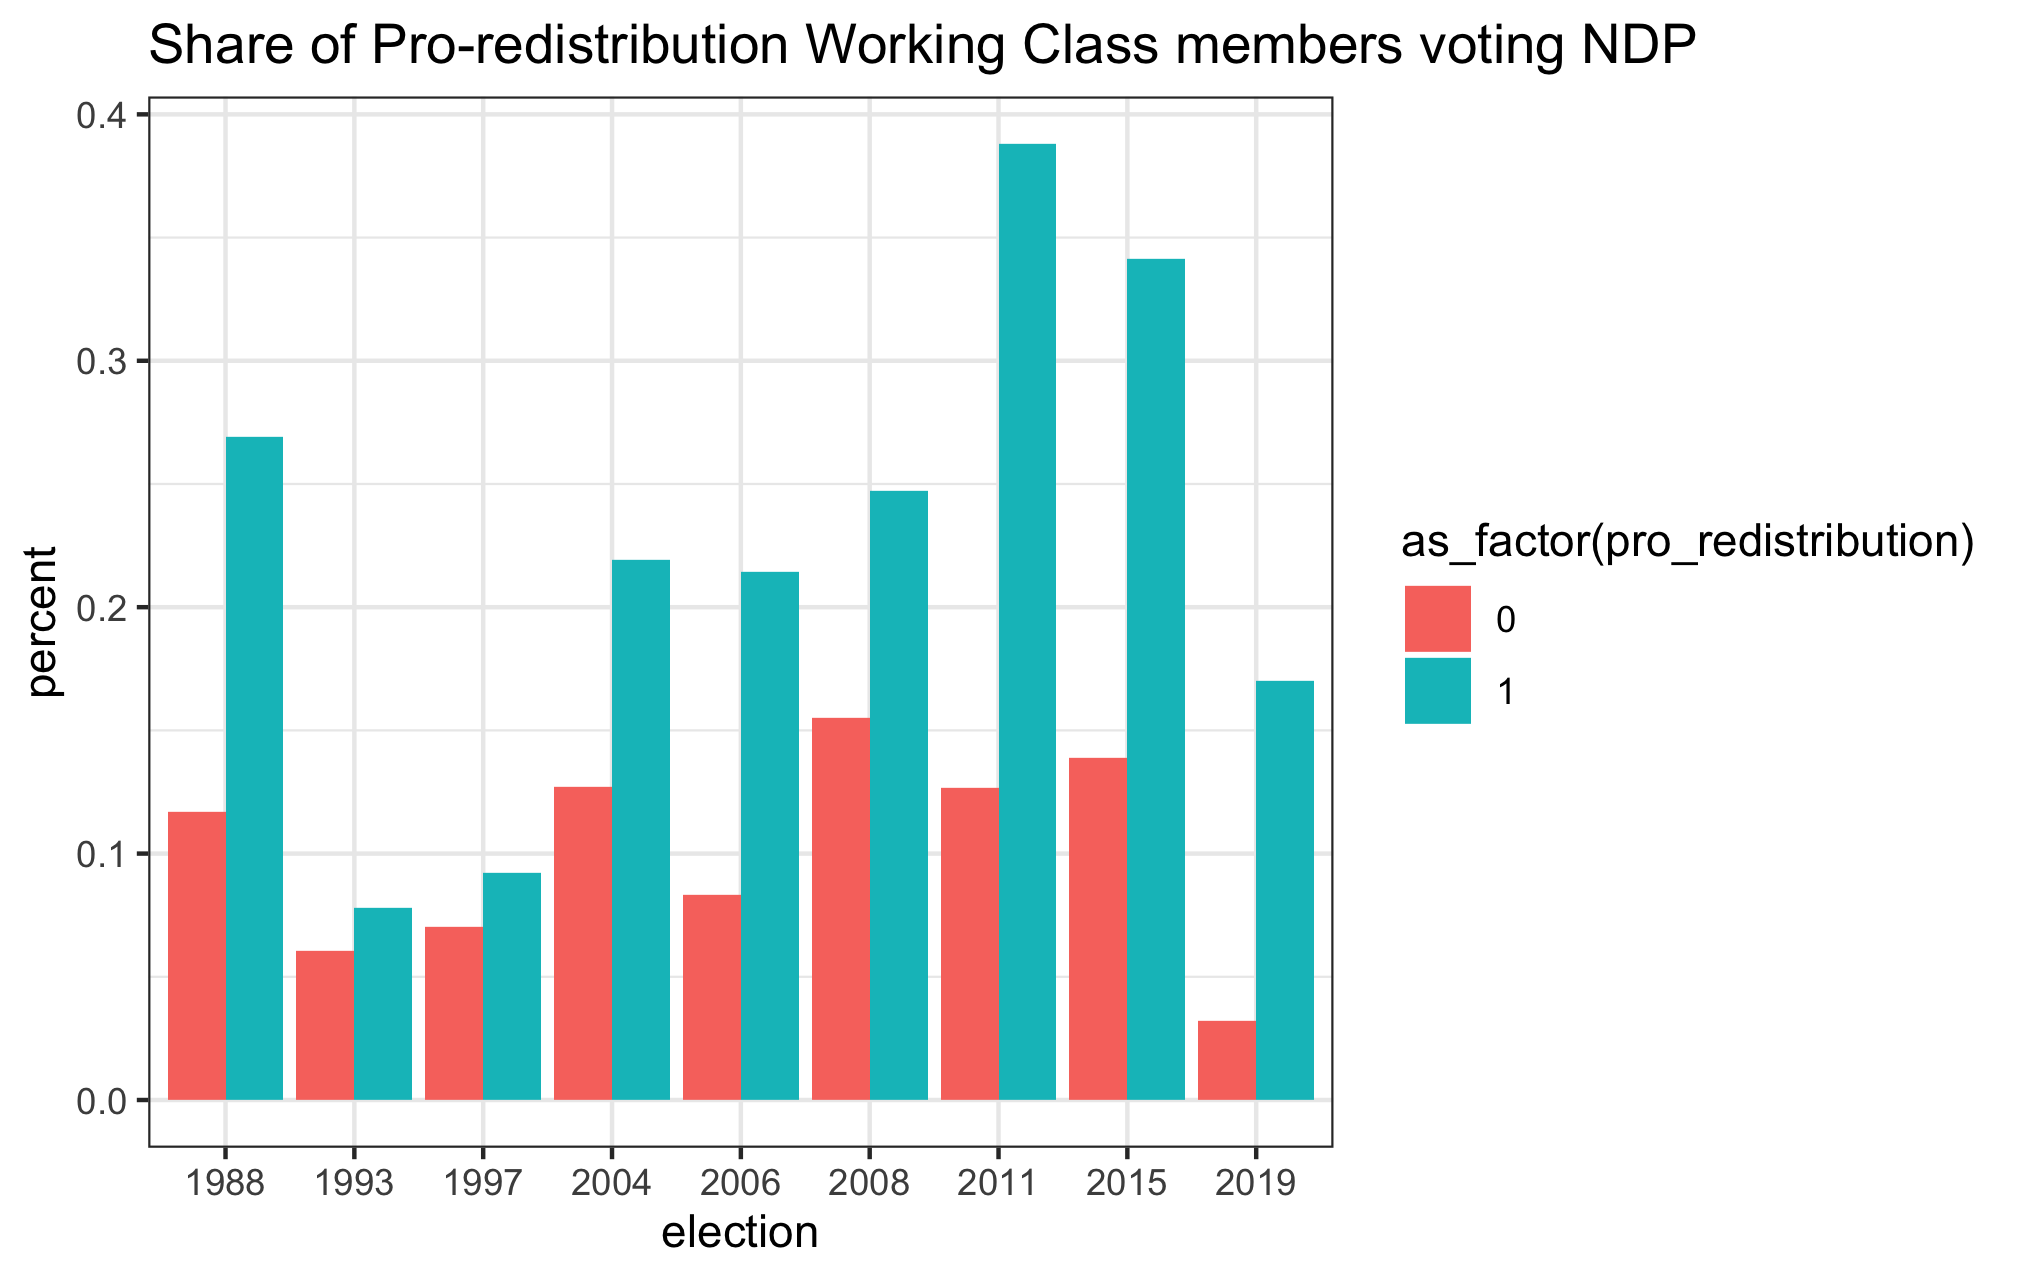 Share of Pro-redistribution Working Class members voting NDP
0.4
0.3
0.2
0.1
0.0
percent
1988 1993 1997 2004 2006 2008 2011 2015 2019
election
as_factor(pro_redistribution)
0
1